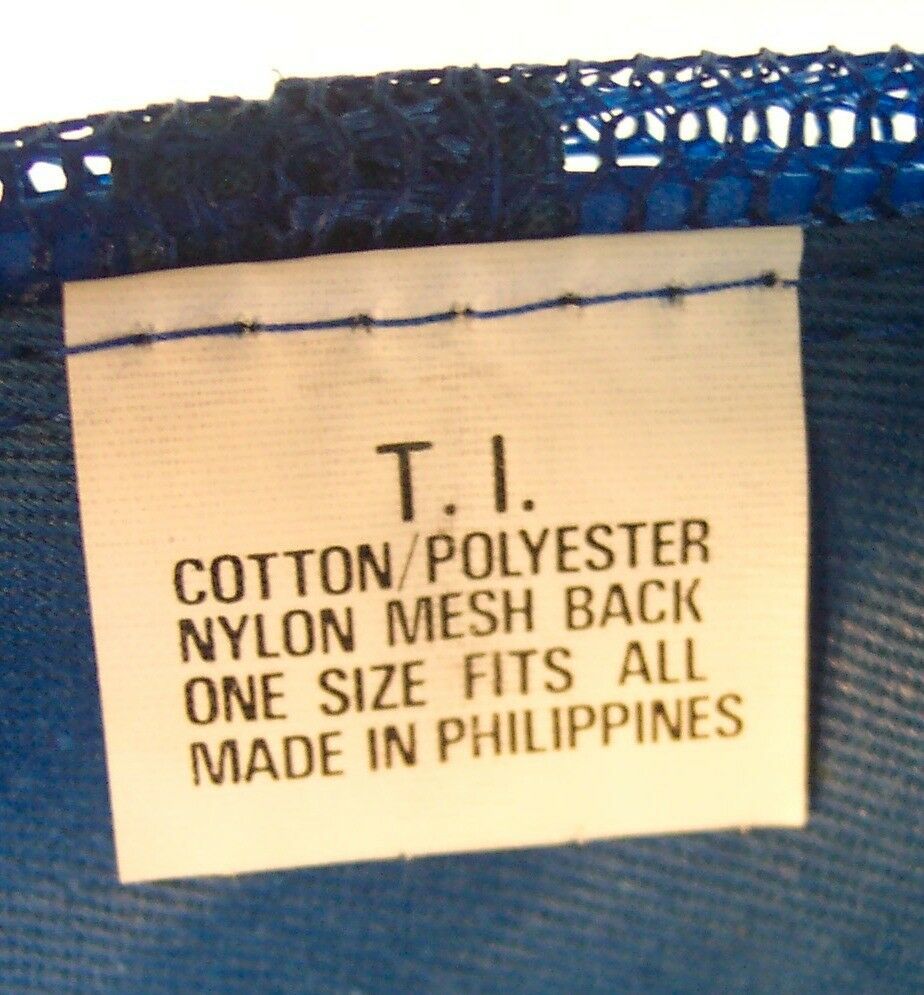 T. I.
COTTON/POLYESTER
NYLON MESH BACK
ONE SIZE FITS ALL
MADE IN PHILIPPINES